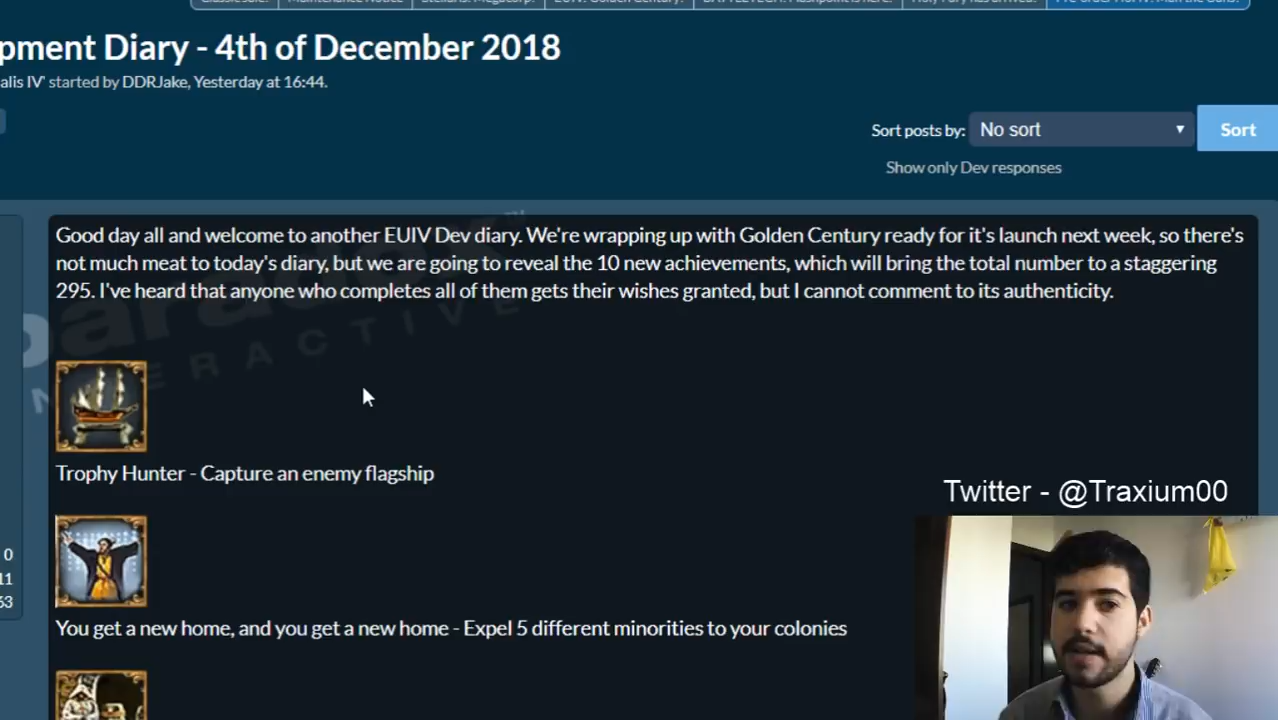 pment Diary - 4th of December 2018
alis IV' started by DDRJake, Yesterday at 16:44.
Sort posts by: No sort Sort
Show only Dev responses
Good day all and welcome to another EUIV Dev diary. We're wrapping up with Golden Century ready for it's launch next week, so there's
not much meat to today's diary, but we are going to reveal the 10 new achievements, which will bring the total number to a staggering
295. I've heard that anyone who completes all of them gets their wishes granted, but I cannot comment to its authenticity.
Trophy Hunter - Capture an enemy flagship
Twitter - @Traxium00
0
11
63
You get a new home, and you get a new home - Expel 5 different minorities to your colonies